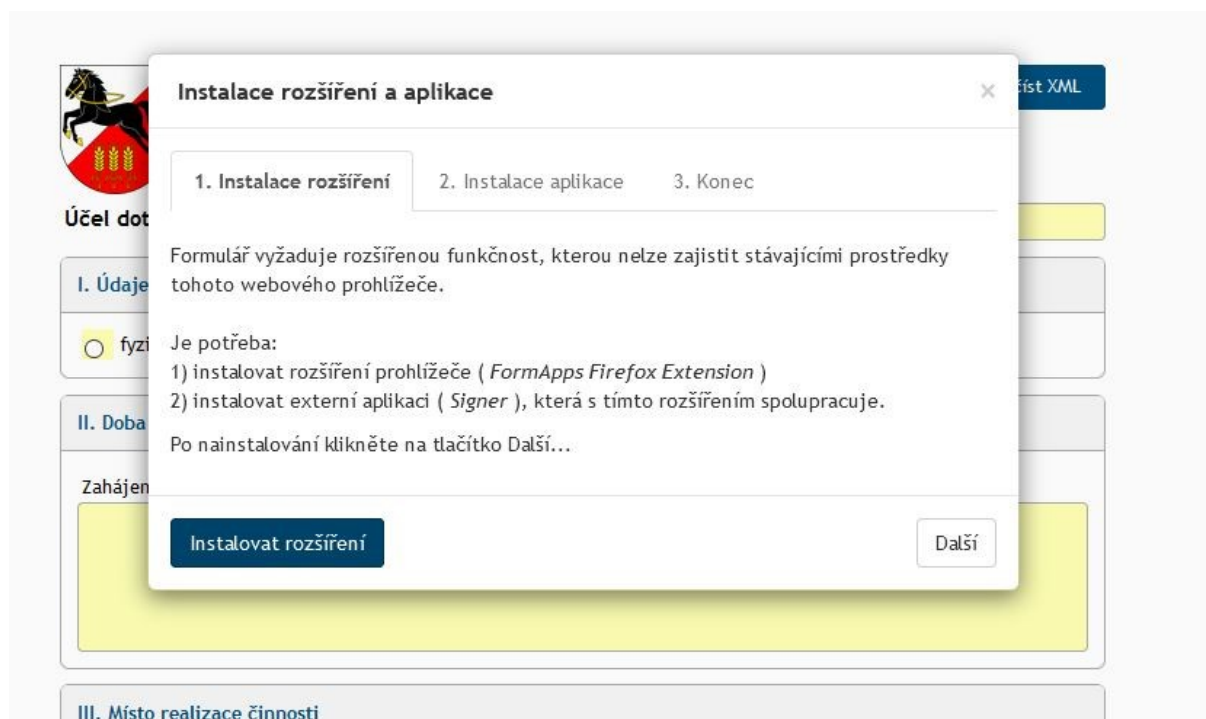 Instalace rozšíření a aplikace
×
číst XML
1. Instalace rozšíření
2. Instalace aplikace
3. Konec
Účel dot
Formulář vyžaduje rozšířenou funkčnost, kterou nelze zajistit stávajícími prostředky
tohoto webového prohlížeče.
I. Údaje
fyzi
Je potřeba:
1) instalovat rozšíření prohlížeče ( FormApps Firefox Extension )
2) instalovat externí aplikaci ( Signer ), která s tímto rozšířením spolupracuje.
II. Doba
Po nainstalování klikněte na tlačítko Další...
Zahájen
Instalovat rozšíření
Další
III. Místo realizace činnosti